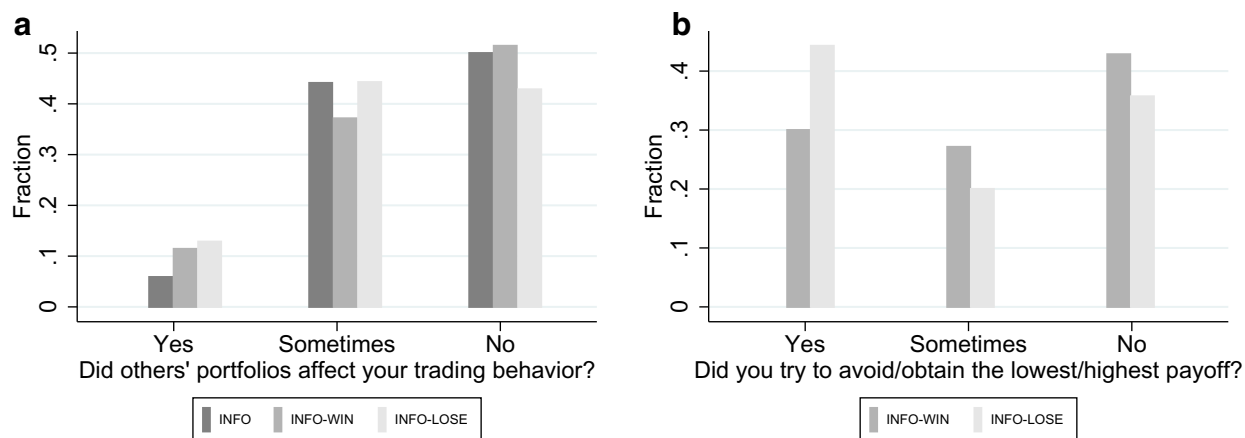 a
Fraction
.5
.4
.3
.2
.1
0
Yes Sometimes No
Did others' portfolios affect your trading behavior?
INFO INFO-WIN INFO-LOSE
b
Fraction
.4
.3
.2
.1
0
Yes Sometimes No
Did you try to avoid/obtain the lowest/highest payoff?
INFO-WIN INFO-LOSE